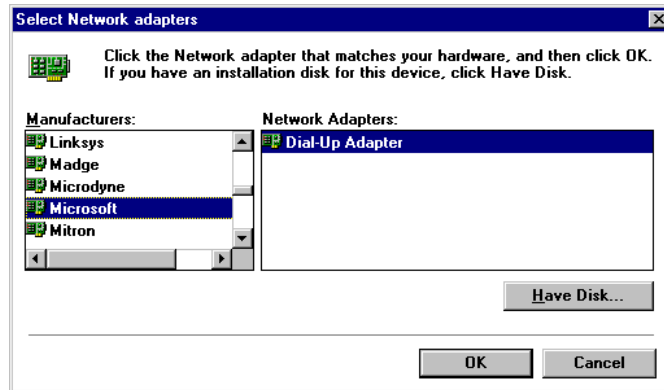 Select Network adapters
Click the Network adapter that matches your hardware, and then click OK.
If you have an installation disk for this device, click Have Disk.
Manufacturers:
Network Adapters:
Linksys
Madge
Microdyne
Microsoft
Mitron
Dial-Up Adapter
Have Disk...
OK
Cancel